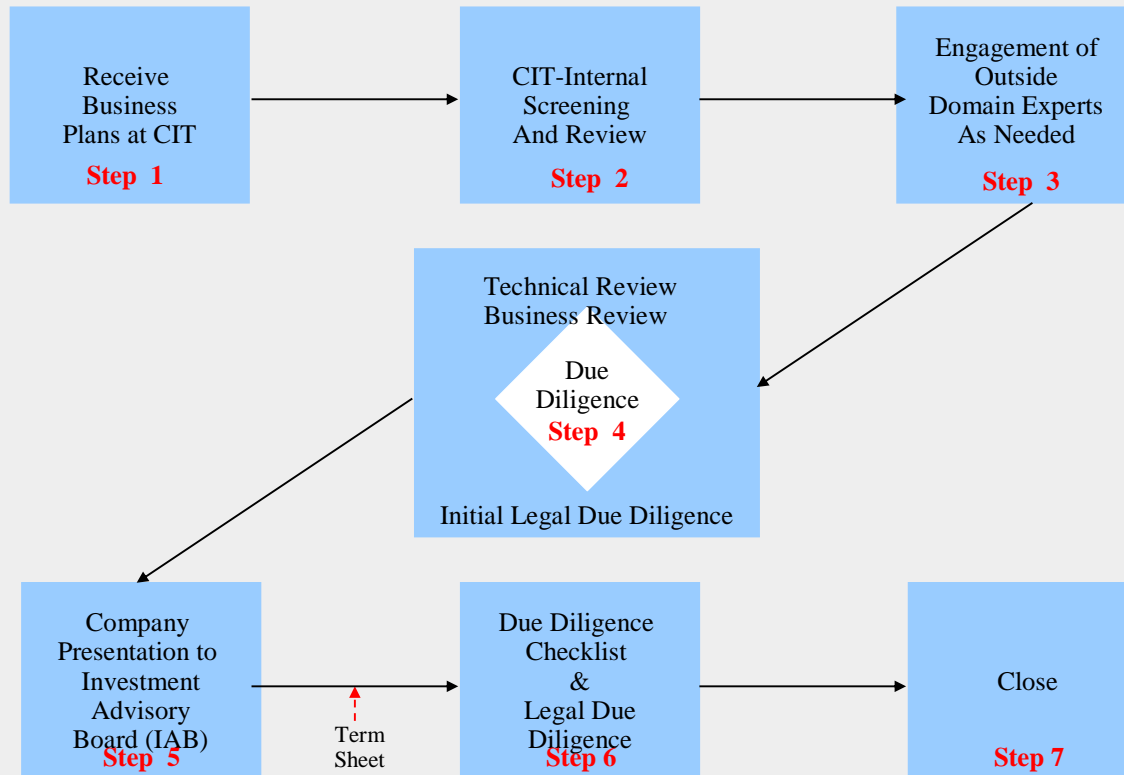 Receive
Business
Plans at CIT
Step 1
CIT-Internal
Screening
And Review
Step 2
Engagement of
Outside
Domain Experts
As Needed
Step 3
Technical Review
Business Review
Due
Diligence
Step 4
Initial Legal Due Diligence
Company
Presentation to
Investment
Advisory
Board (IAB)
Step 5
Term
Sheet
Due Diligence
Checklist
&
Legal Due
Diligence
Step 6
Close
Step 7